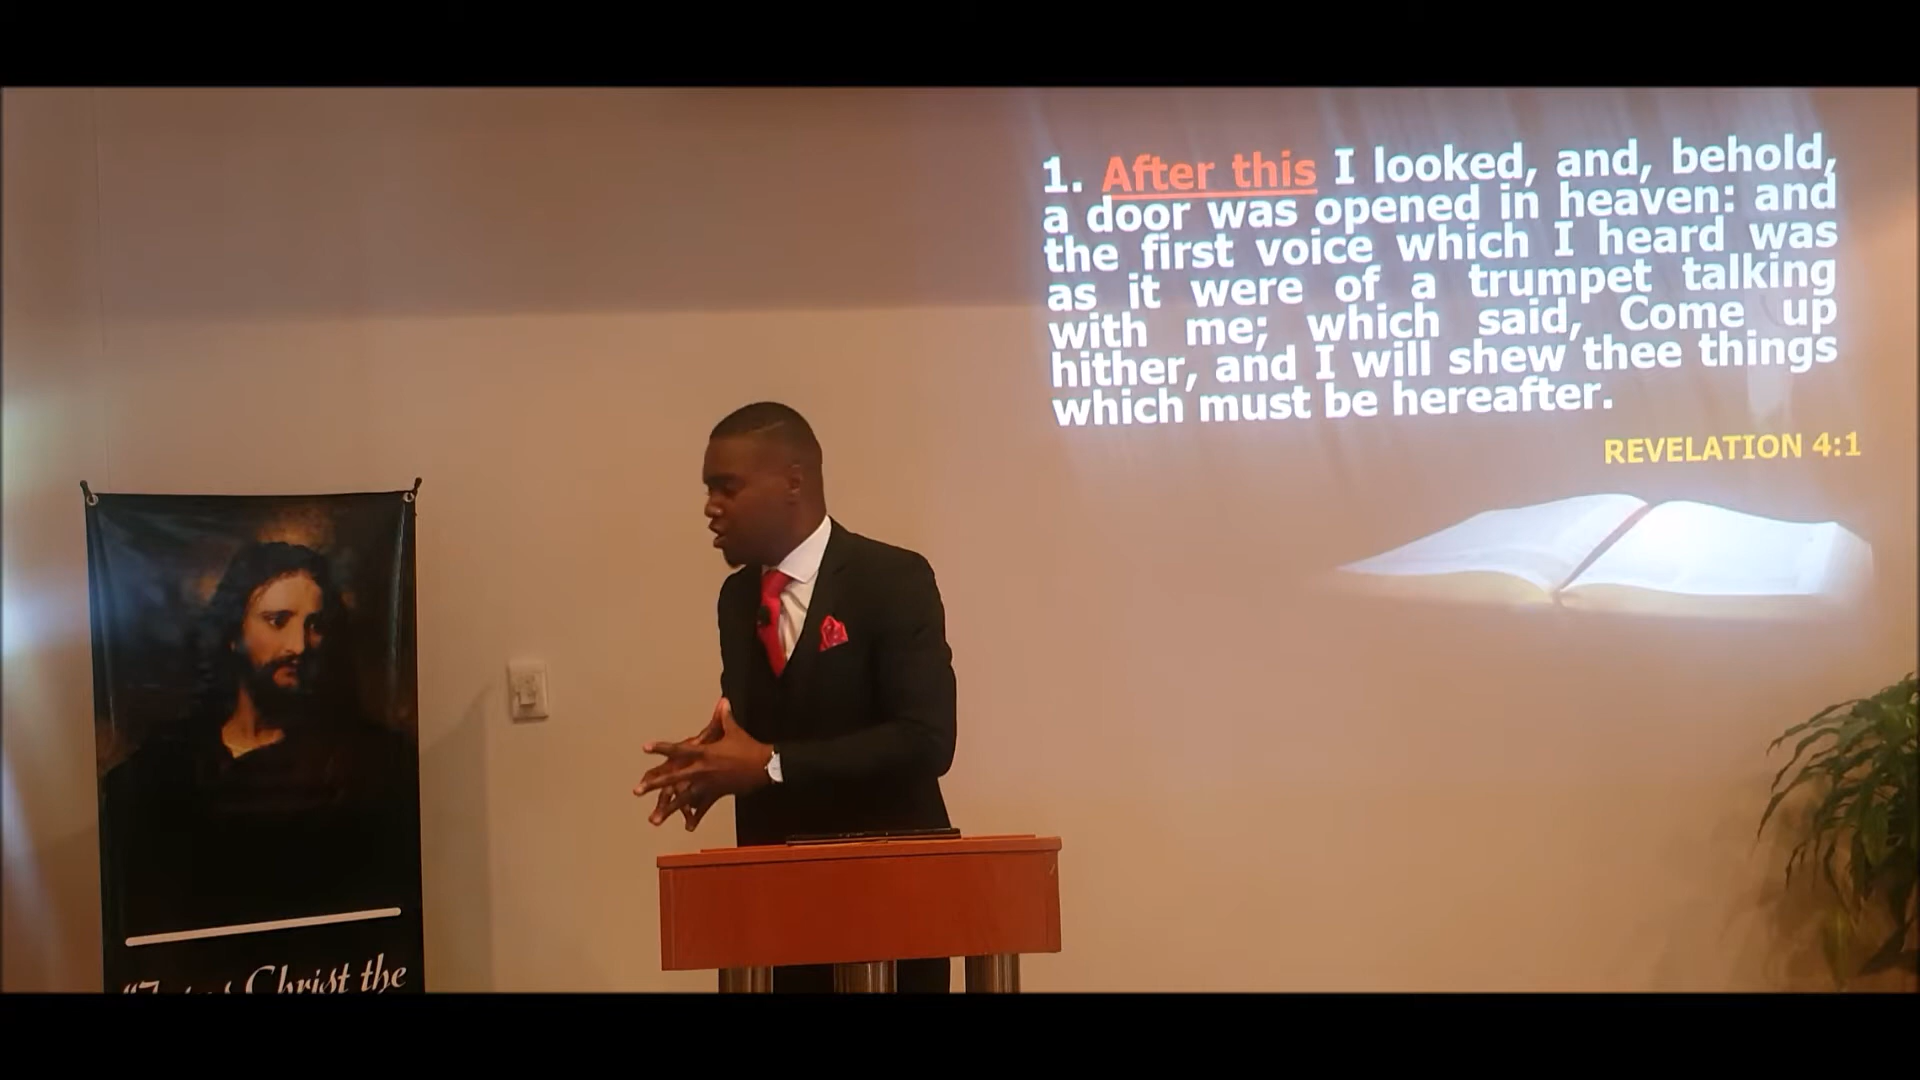 1. After this I looked, and, behold,
a door was opened in heaven: and
the first voice which I heard was
as it were of a trumpet talking
with me; which said, Come up
hither, and I will shew thee things
which must be hereafter.
REVELATION 4:1
Christ the